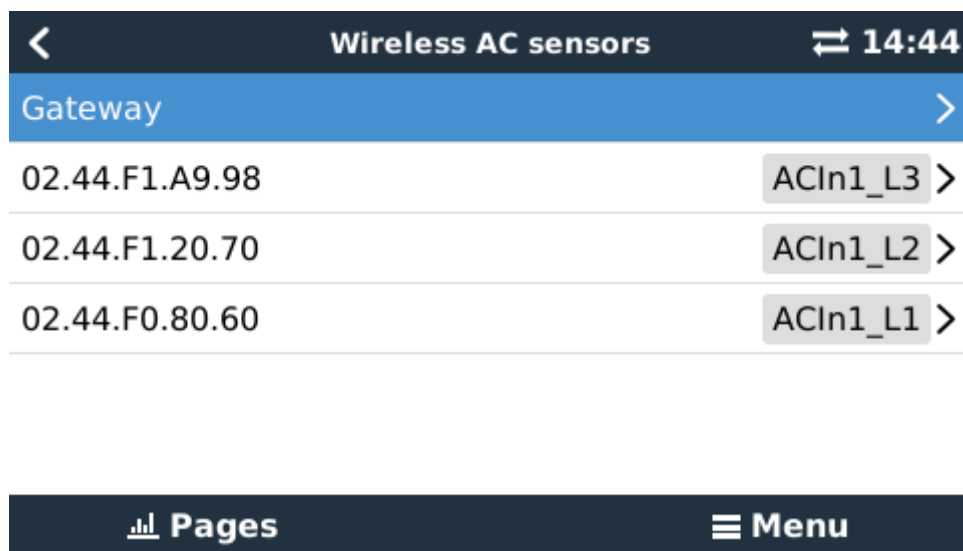 Wireless AC sensors 14:44
Gateway
02.44.F1.A9.98 ACIn1_L3
02.44.F1.20.70 ACIn1_L2
02.44.F0.80.60 ACIn1_L1
Pages Menu